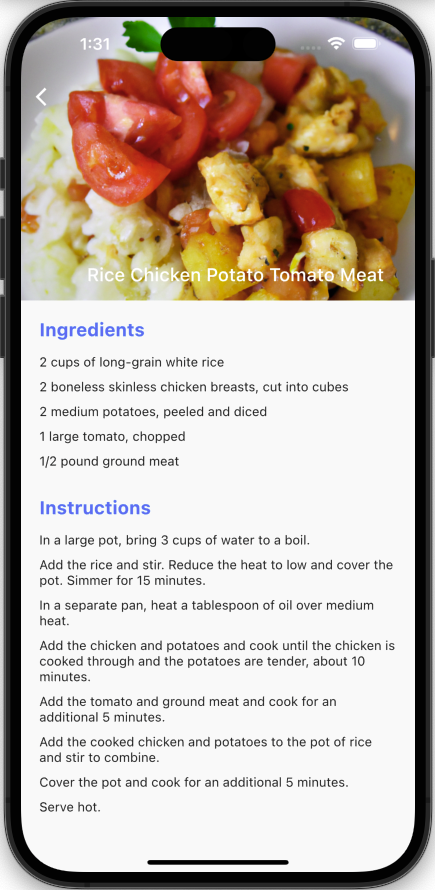 1:31
Rice Chicken Potato Tomato Meat
Ingredients
2 cups of long-grain white rice
2 boneless skinless chicken breasts, cut into cubes
2 medium potatoes, peeled and diced
1 large tomato, chopped
1/2 pound ground meat
Instructions
In a large pot, bring 3 cups of water to a boil.
Add the rice and stir. Reduce the heat to low and cover the
pot. Simmer for 15 minutes.
In a separate pan, heat a tablespoon of oil over medium
heat.
Add the chicken and potatoes and cook until the chicken is
cooked through and the potatoes are tender, about 10
minutes.
Add the tomato and ground meat and cook for an
additional 5 minutes.
Add the cooked chicken and potatoes to the pot of rice
and stir to combine.
Cover the pot and cook for an additional 5 minutes.
Serve hot.